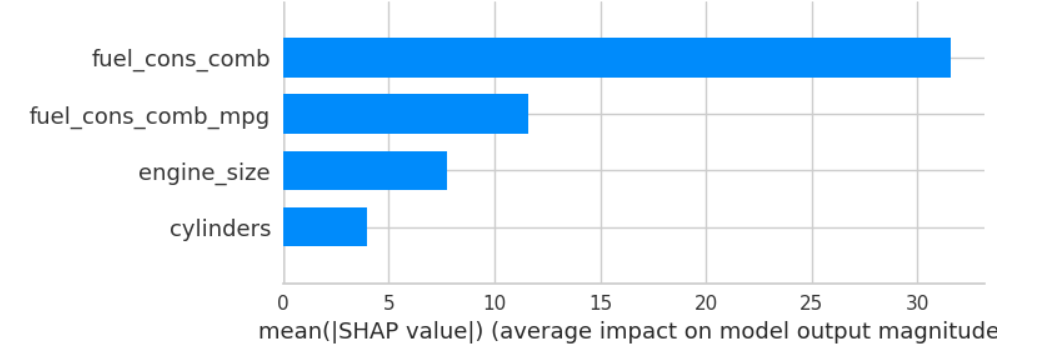 fuel_cons_comb
fuel_cons_comb_mpg
engine_size
cylinders
0 5 10 15 20 25 30
mean(|SHAP value|) (average impact on model output magnitude